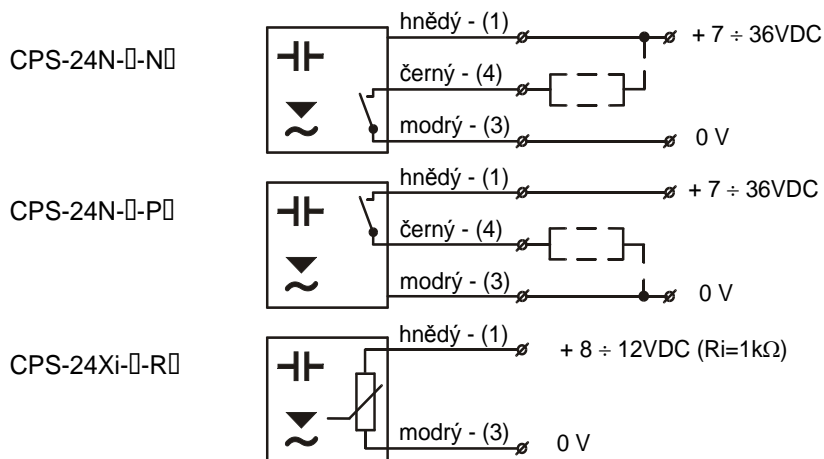 hnědý - (1)
+ 7 ÷ 36VDC
CPS-24N-▯-N▯
černý - (4)
modrý - (3)
0 V
hnědý - (1)
+ 7 ÷ 36VDC
CPS-24N-▯-P▯
černý - (4)
modrý - (3)
0 V
hnědý - (1)
+ 8 ÷ 12VDC (Ri=1kΩ)
CPS-24Xi-▯-R▯
modrý - (3)
0 V